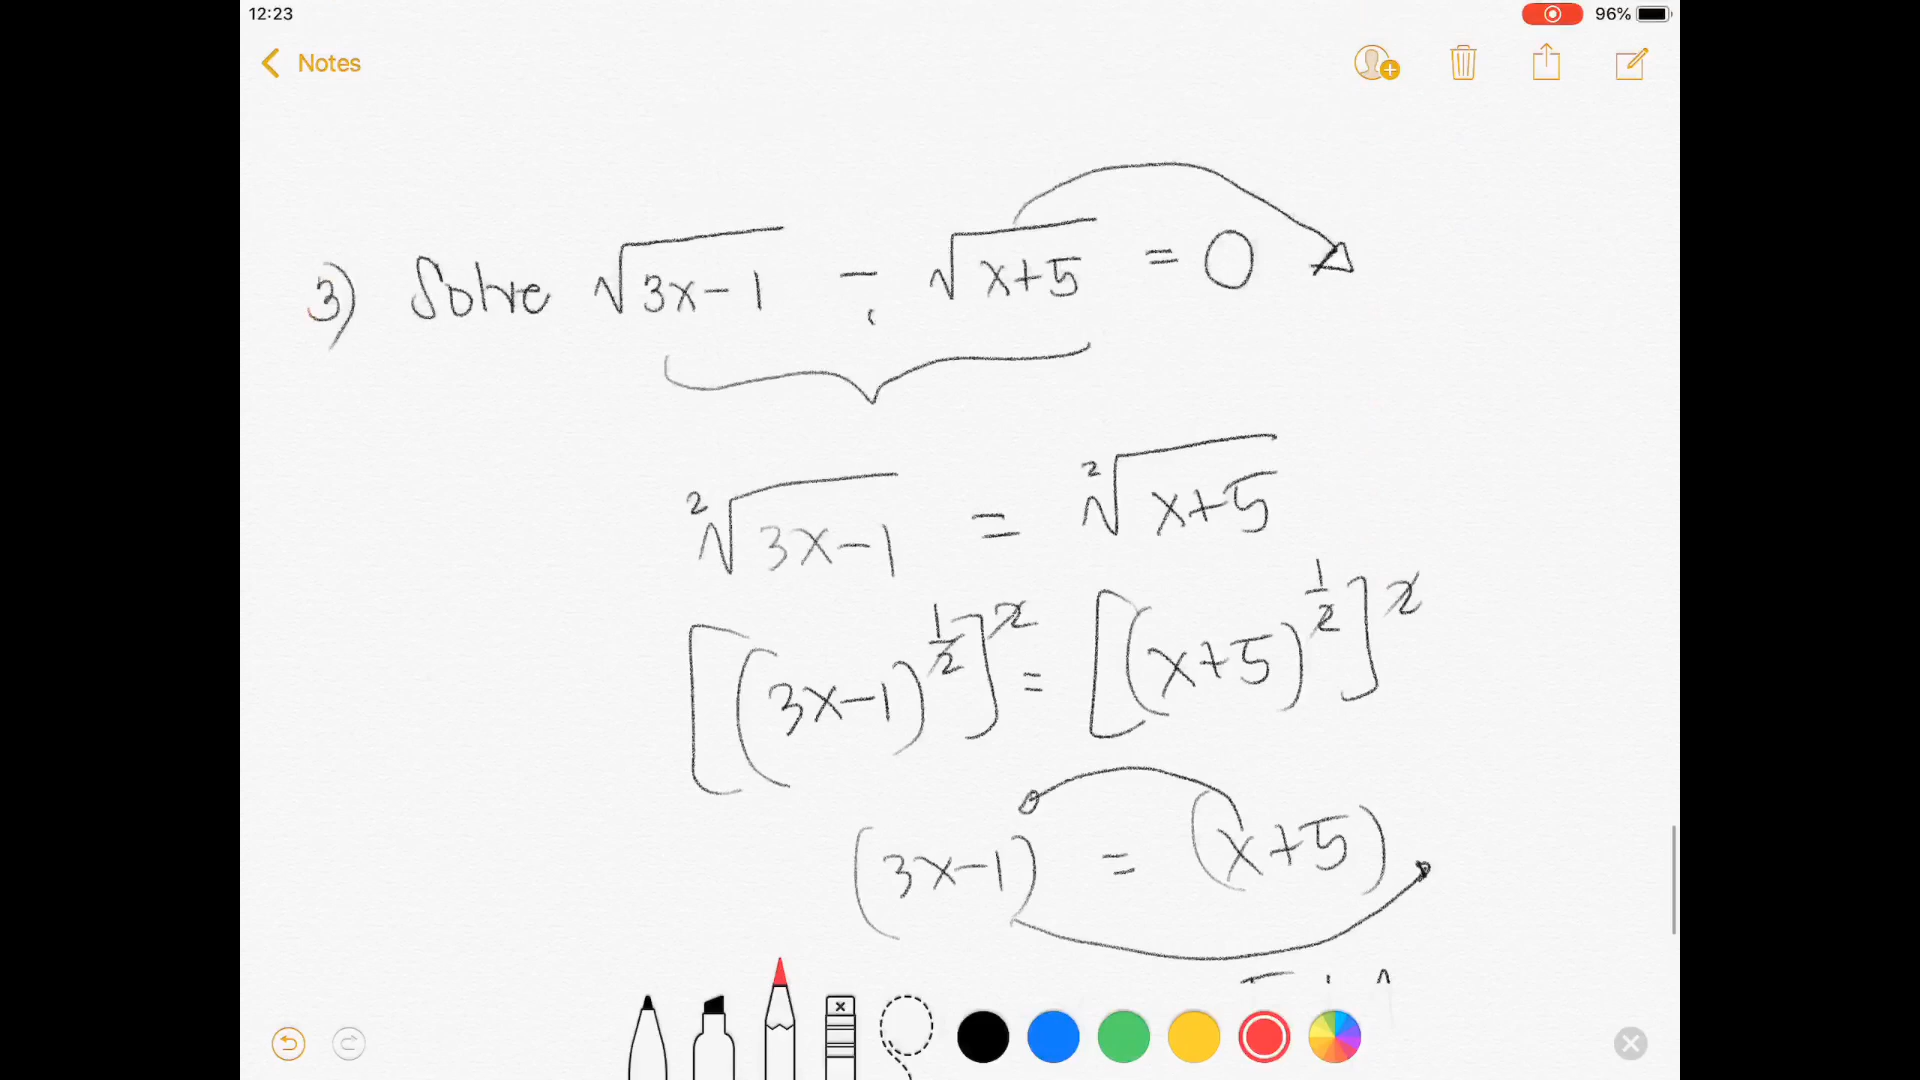 12:23 96%
Notes
3) Solve √3x-1 - √x+5 = 0
²√3x-1 = ²√x+5
[(3x-1)^1/2]^2 = [(x+5)^1/2]^2
(3x-1) = (x+5)